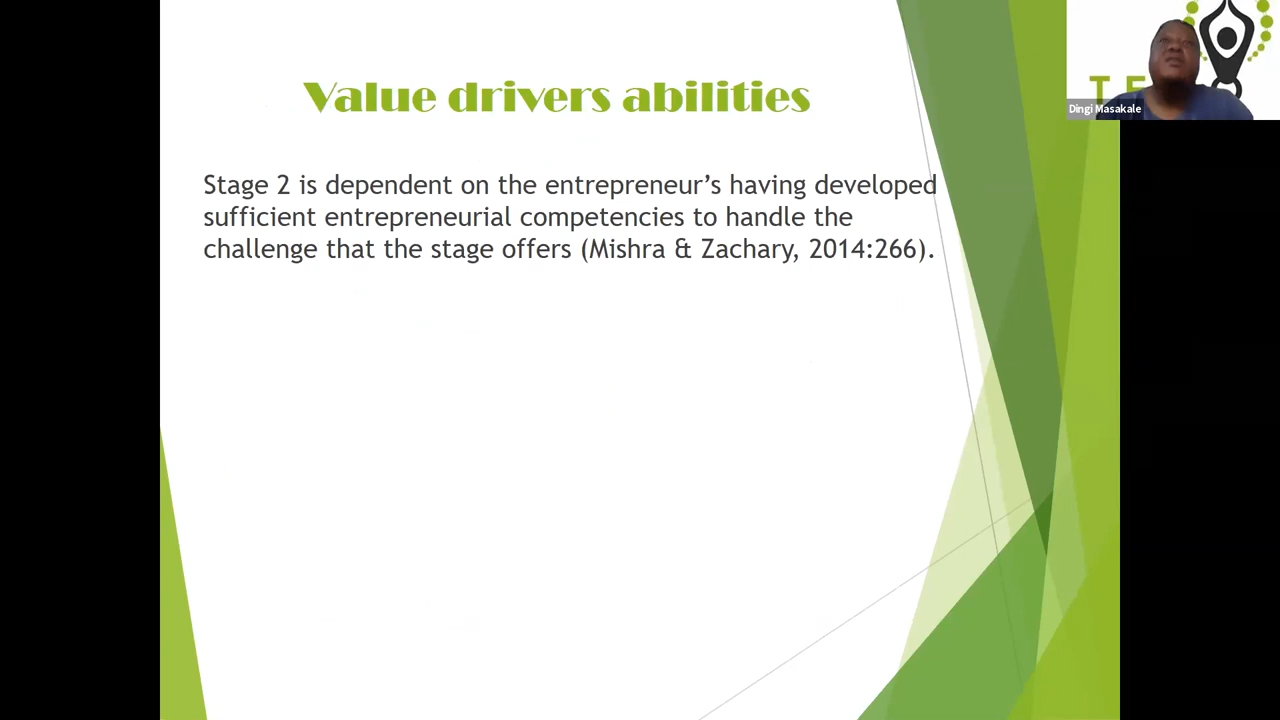 Value drivers abilities
Stage 2 is dependent on the entrepreneur’s having developed
sufficient entrepreneurial competencies to handle the
challenge that the stage offers (Mishra & Zachary, 2014:266).
Dingi Masakale